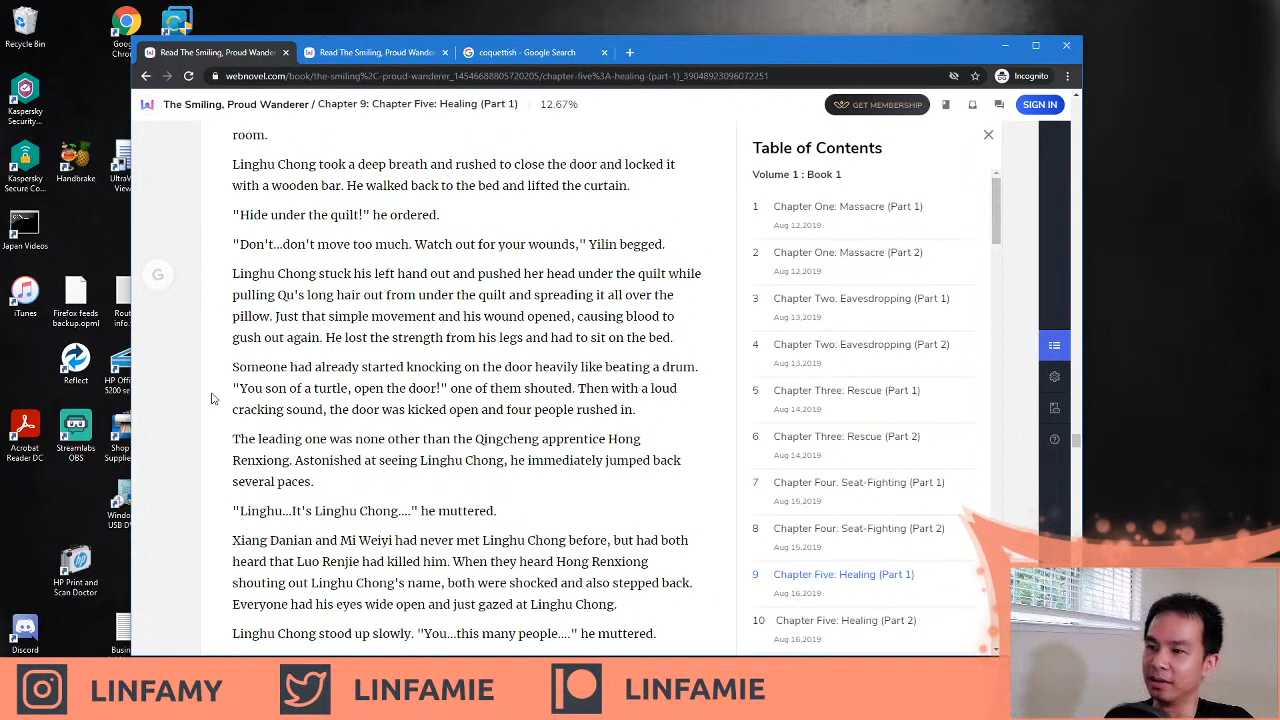 Recycle Bin
Goo
Chro
Read The Smiling, Proud Wander
Read The Smiling, Proud Wande
coquettish - Google Search
webnovel.com/book/the-smiling%2C-proud-wanderer_14546688805720205/chapter-five%3A-healing-(part-1)_39048923096072251
Incognito
The Smiling, Proud Wanderer / Chapter 9: Chapter Five: Healing (Part 1)
12.67%
GET MEMBERSHIP
SIGN IN
Kaspersky
Security...
Kaspersky
Secure Co...
Handbrake
UltraV
View
Japan Videos
iTunes
Firefox feeds
backup.opml
Route
info..
Reflect
HP Offic
5200 se
Acrobat
Reader DC
Streamlabs
OBS
Shop
Supplie
Window
USB DV
HP Print and
Scan Doctor
Discord
Busin
room.
Linghu Chong took a deep breath and rushed to close the door and locked it
with a wooden bar. He walked back to the bed and lifted the curtain.
"Hide under the quilt!" he ordered.
"Don't...don't move too much. Watch out for your wounds," Yilin begged.
Linghu Chong stuck his left hand out and pushed her head under the quilt while
pulling Qu's long hair out from under the quilt and spreading it all over the
pillow. Just that simple movement and his wound opened, causing blood to
gush out again. He lost the strength from his legs and had to sit on the bed.
Someone had already started knocking on the door heavily like beating a drum.
"You son of a turtle, open the door!" one of them shouted. Then with a loud
cracking sound, the door was kicked open and four people rushed in.
The leading one was none other than the Qingcheng apprentice Hong
Renxiong. Astonished at seeing Linghu Chong, he immediately jumped back
several paces.
"Linghu...It's Linghu Chong...." he muttered.
Xiang Danian and Mi Weiyi had never met Linghu Chong before, but had both
heard that Luo Renjie had killed him. When they heard Hong Renxiong
shouting out Linghu Chong's name, both were shocked and also stepped back.
Everyone had his eyes wide open and just gazed at Linghu Chong.
Linghu Chong stood up slowly. "You...this many people...." he muttered.
G
Table of Contents
Volume 1 : Book 1
1 Chapter One: Massacre (Part 1)
Aug 12,2019
2 Chapter One: Massacre (Part 2)
Aug 12,2019
3 Chapter Two: Eavesdropping (Part 1)
Aug 13,2019
4 Chapter Two: Eavesdropping (Part 2)
Aug 13,2019
5 Chapter Three: Rescue (Part 1)
Aug 14,2019
6 Chapter Three: Rescue (Part 2)
Aug 14,2019
7 Chapter Four: Seat-Fighting (Part 1)
Aug 15,2019
8 Chapter Four: Seat-Fighting (Part 2)
Aug 15,2019
9 Chapter Five: Healing (Part 1)
Aug 16,2019
10 Chapter Five: Healing (Part 2)
Aug 16,2019
LINFAMY
LINFAMIE
LINFAMIE